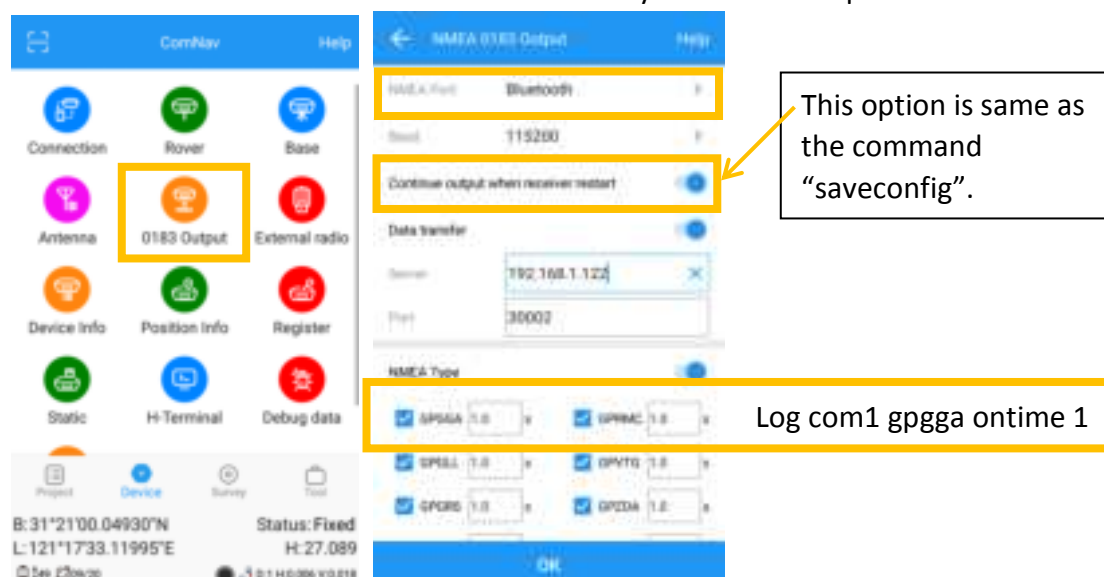 ComNav Help
Connection Rover Base
Antenna 0183 Output External radio
Device Info Position Info Register
Static H-Terminal Debug data
Project Device Survey Tool
B:31°21'00.04930"N Status:Fixed
L:121°17'33.11995"E H:27.089
NMEA 0183 Output Help
NMEA Port Bluetooth
Baud 115200
Continue output when receiver restart
Data transfer
Server 192.168.1.122
Port 30002
NMEA Type
GPGGA 1.0 s GPRMC 1.0 s
GPGLL 1.0 s GPVTG 1.0 s
GPGRS 1.0 s GPZDA 1.0 s
OK
This option is same as
the command
“saveconfig”.
Log com1 gpgga ontime 1